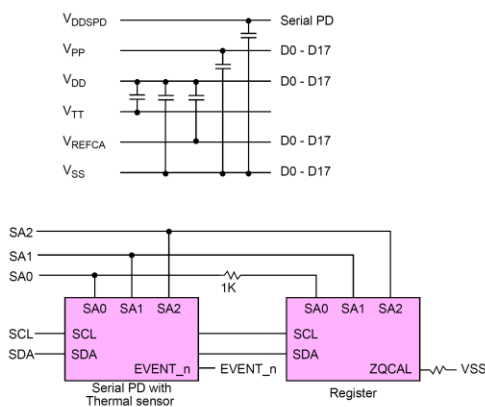 VDDSPD Serial PD
VPP D0 - D17
VDD D0 - D17
VTT
VREFCA D0 - D17
VSS D0 - D17
SA2
SA1
SA0
1K
SA0 SA1 SA2 SA0 SA1 SA2
SCL SCL SCL
SDA SDA SDA
EVENT_n EVENT_n ZQCAL VSS
Serial PD with Register
Thermal sensor